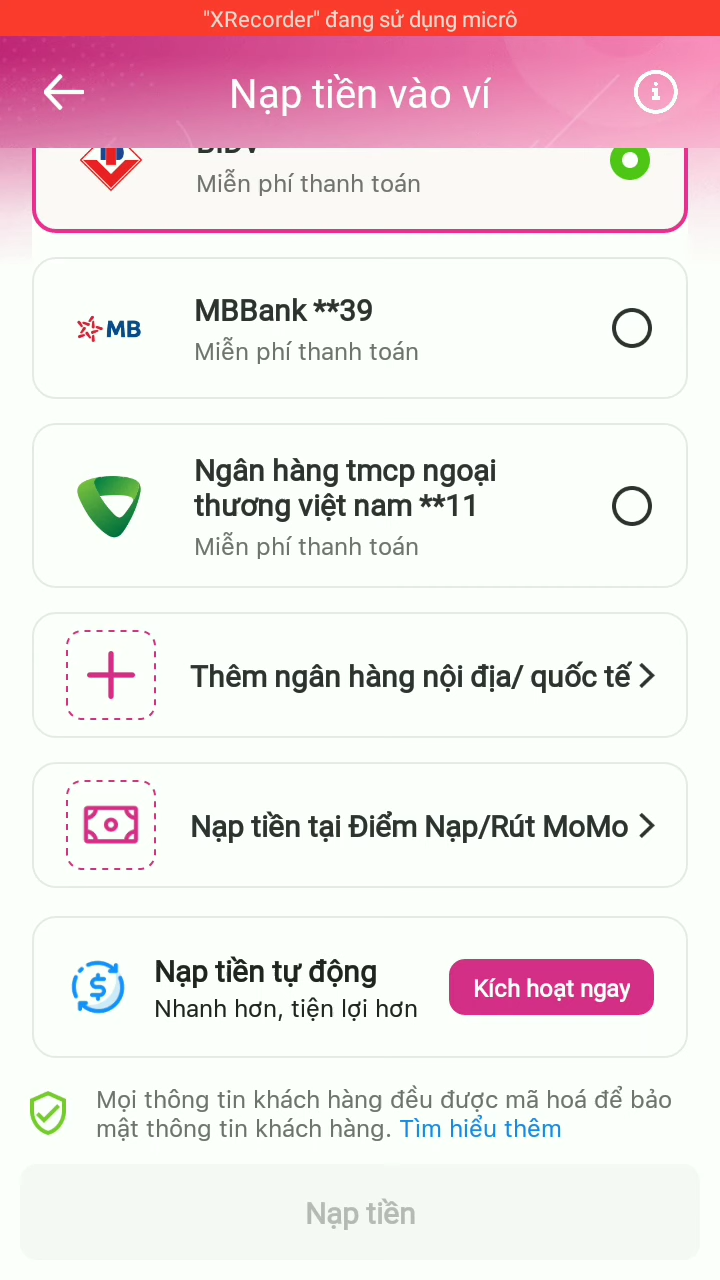 "XRecorder" đang sử dụng micrô
Nạp tiền vào ví
BIDV
Miễn phí thanh toán
MB
MBBank **39
Miễn phí thanh toán
Ngân hàng tmcp ngoại
thương việt nam **11
Miễn phí thanh toán
Thêm ngân hàng nội địa/ quốc tế
Nạp tiền tại Điểm Nạp/Rút MoMo
Nạp tiền tự động
Nhanh hơn, tiện lợi hơn
Kích hoạt ngay
Mọi thông tin khách hàng đều được mã hoá để bảo
mật thông tin khách hàng. Tìm hiểu thêm
Nạp tiền